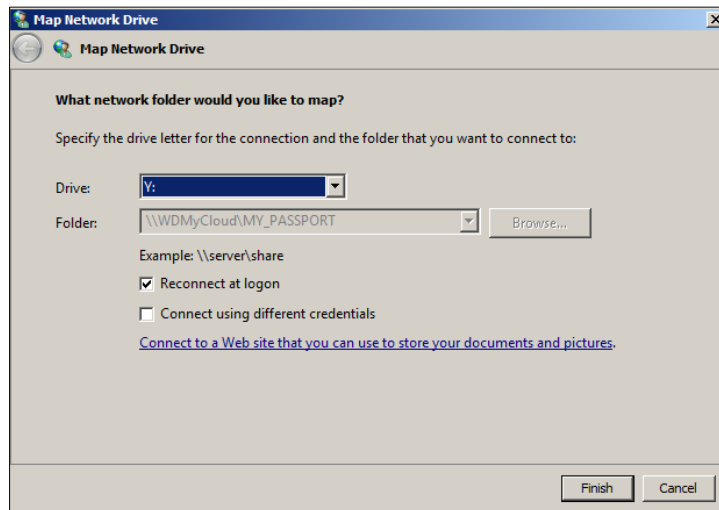 Map Network Drive
Map Network Drive
What network folder would you like to map?
Specify the drive letter for the connection and the folder that you want to connect to:
Drive: Y:
Folder: \\WDMyCloud\MY_PASSPORT Browse...
Example: \\server\share
Reconnect at logon
Connect using different credentials
Connect to a Web site that you can use to store your documents and pictures.
Finish Cancel